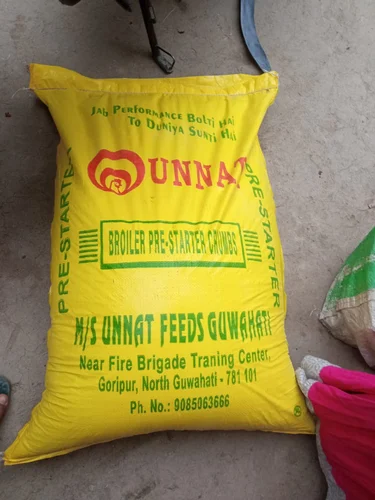 Jab Performance Bolti Hai
To Duniya Sunti Hai
UNNAT
PRE-STARTER
PRE-STARTER
BROILER PRE-STARTER CRUMBS
M/S UNNAT FEEDS GUWAHATI
Near Fire Brigade Traning Center,
Goripur, North Guwahati - 781 101
Ph. No.: 9085063666